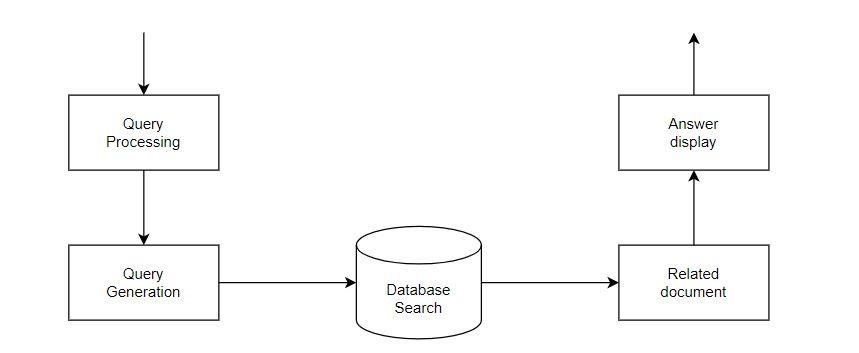 Query
Processing
Answer
display
Query
Generation
Database
Search
Related
document